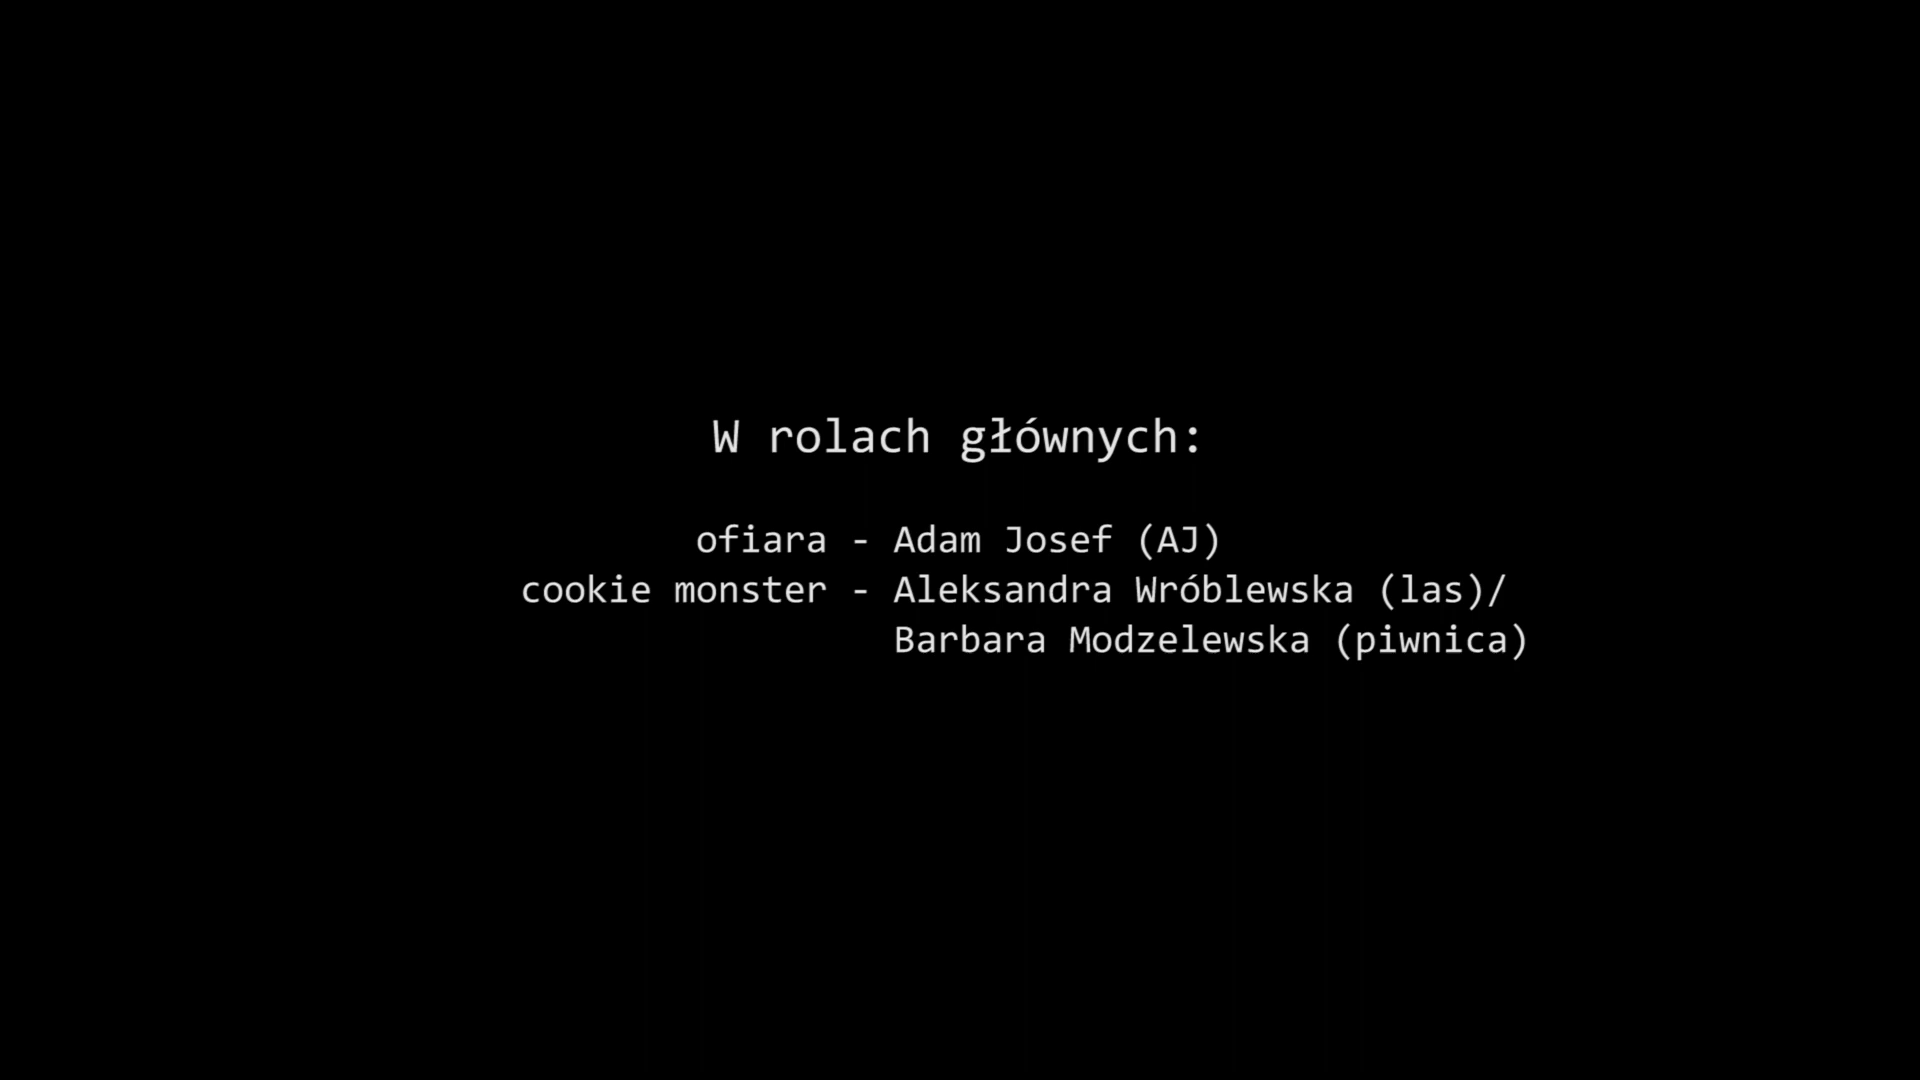 W rolach głównych:
ofiara - Adam Josef (AJ)
cookie monster - Aleksandra Wróblewska (las)/
Barbara Modzelewska (piwnica)